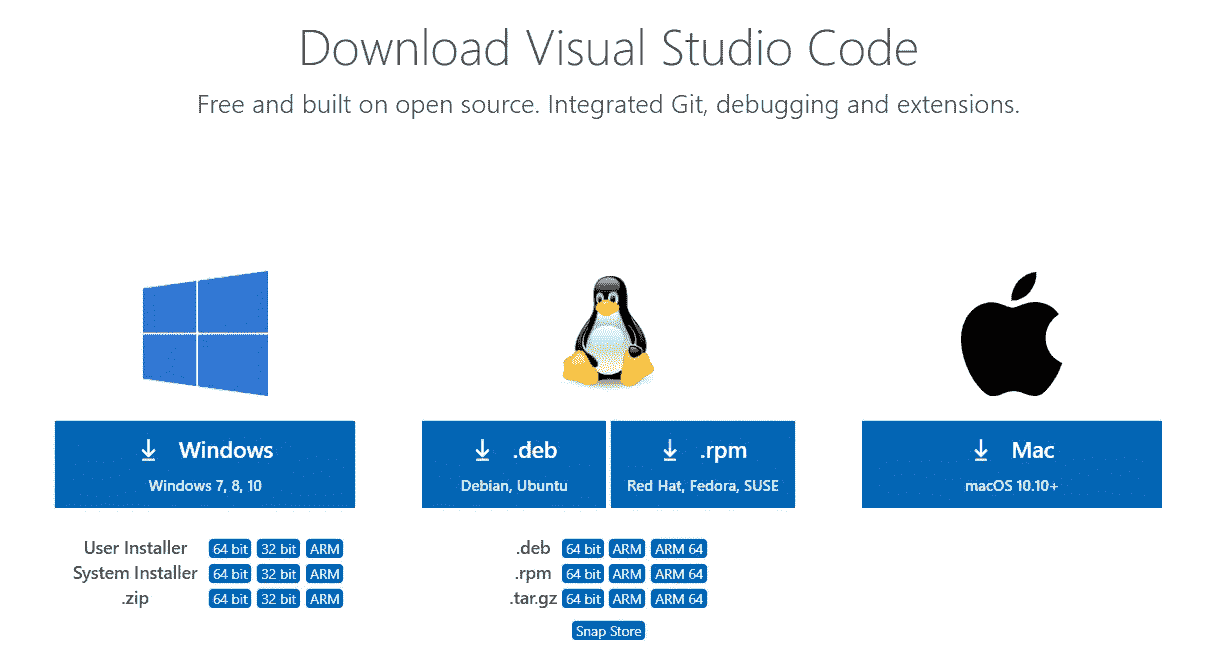 Download Visual Studio Code
Free and built on open source. Integrated Git, debugging and extensions.
Windows
Windows 7, 8, 10
User Installer 64 bit 32 bit ARM
System Installer 64 bit 32 bit ARM
.zip 64 bit 32 bit ARM
.deb
Debian, Ubuntu
.rpm
Red Hat, Fedora, SUSE
.deb 64 bit ARM ARM 64
.rpm 64 bit ARM ARM 64
.tar.gz 64 bit ARM ARM 64
Snap Store
Mac
macOS 10.10+